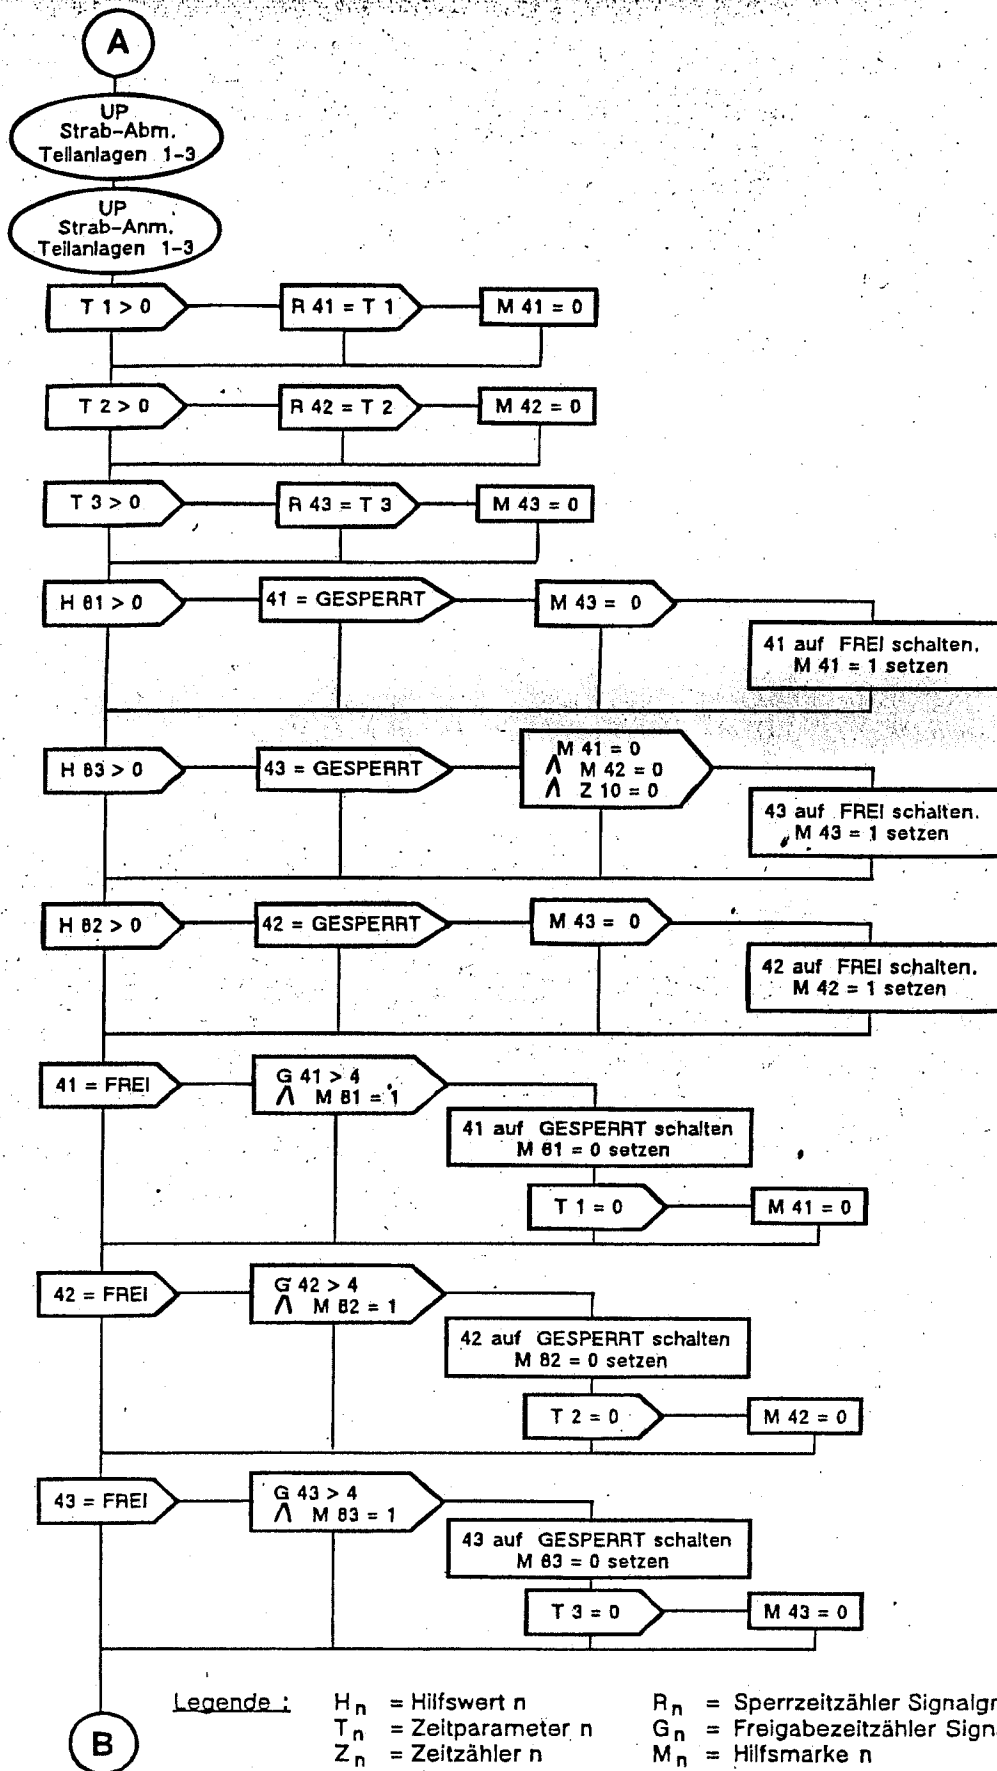 A
UP
Strab-Abm.
Teilanlagen 1-3
UP
Strab-Anm.
Teilanlagen 1-3
T 1 > 0
R 41 = T 1
M 41 = 0
T 2 > 0
R 42 = T 2
M 42 = 0
T 3 > 0
R 43 = T 3
M 43 = 0
H 81 > 0
41 = GESPERRT
M 43 = 0
41 auf FREI schalten.
M 41 = 1 setzen
H 83 > 0
43 = GESPERRT
M 41 = 0
Λ M 42 = 0
Λ Z 10 = 0
43 auf FREI schalten.
M 43 = 1 setzen
H 82 > 0
42 = GESPERRT
M 43 = 0
42 auf FREI schalten.
M 42 = 1 setzen
41 = FREI
G 41 > 4
Λ M 81 = 1
41 auf GESPERRT schalten
M 81 = 0 setzen
T 1 = 0
M 41 = 0
42 = FREI
G 42 > 4
Λ M 82 = 1
42 auf GESPERRT schalten
M 82 = 0 setzen
T 2 = 0
M 42 = 0
43 = FREI
G 43 > 4
Λ M 83 = 1
43 auf GESPERRT schalten
M 83 = 0 setzen
T 3 = 0
M 43 = 0
B
Legende :
H n = Hilfswert n
T n = Zeitparameter n
Z n = Zeitzähler n
R n = Sperrzeitzähler Signalgr
G n = Freigabezeitzähler Signa
M n = Hilfsmarke n